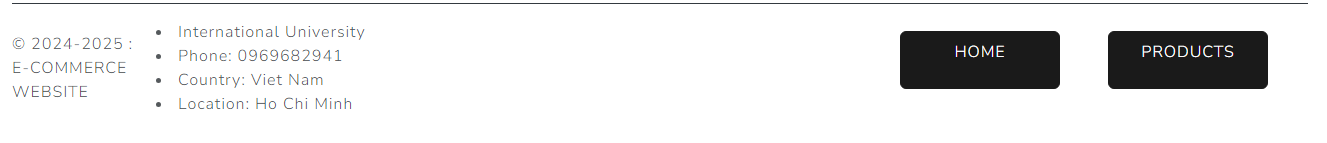 © 2024-2025 :
E-COMMERCE
WEBSITE
International University
Phone: 0969682941
Country: Viet Nam
Location: Ho Chi Minh
HOME
PRODUCTS